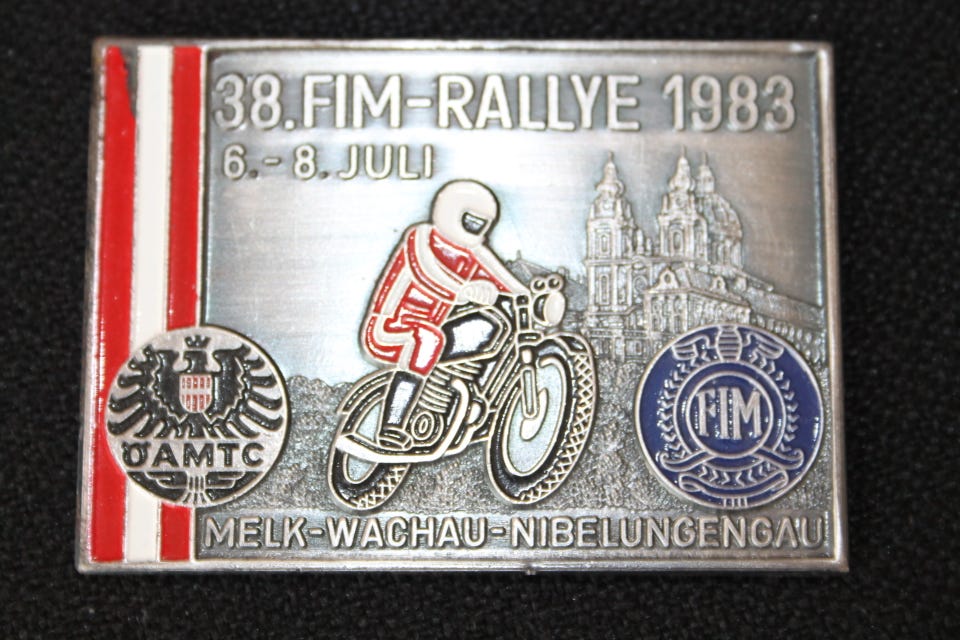 38. FIM-RALLYE 1983
6.-8. JULI
ÖAMTC
FIM
MELK-WACHAU-NIBELUNGENGAU